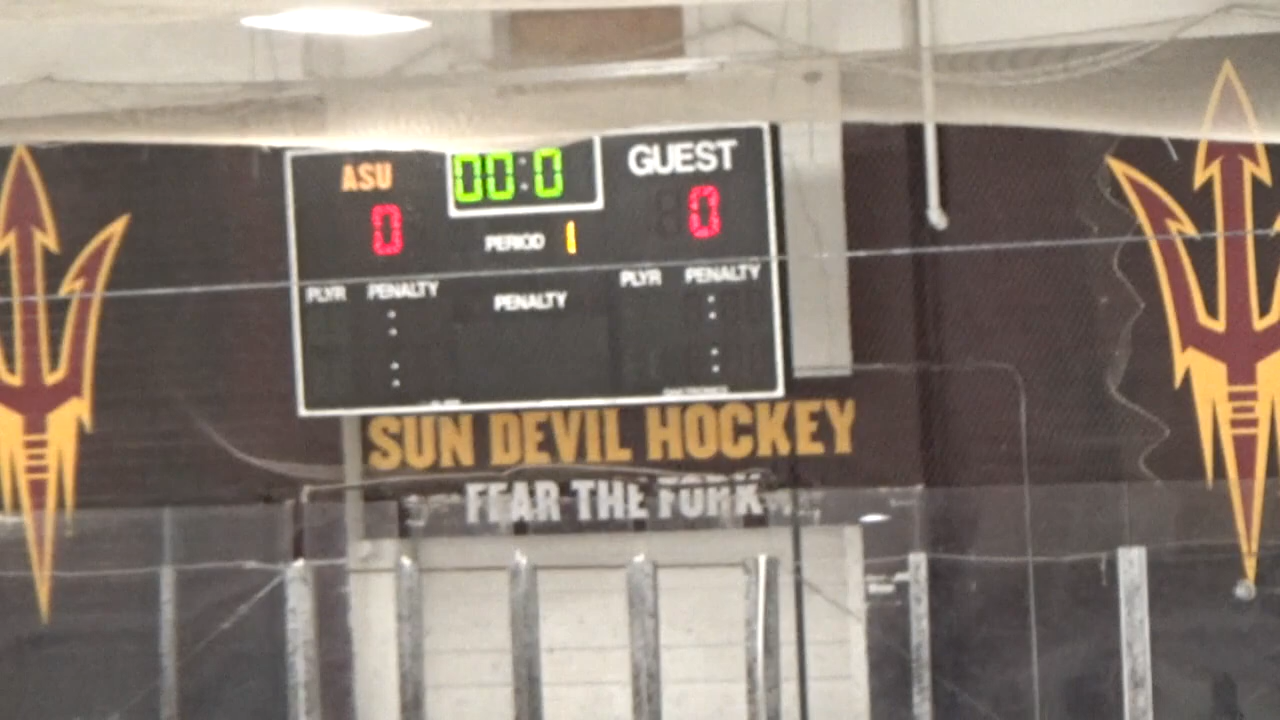 ASU 00:0 GUEST
0 PERIOD 1 0
PLYR PENALTY PENALTY PLYR PENALTY
SUN DEVIL HOCKEY
FEAR THE FORK